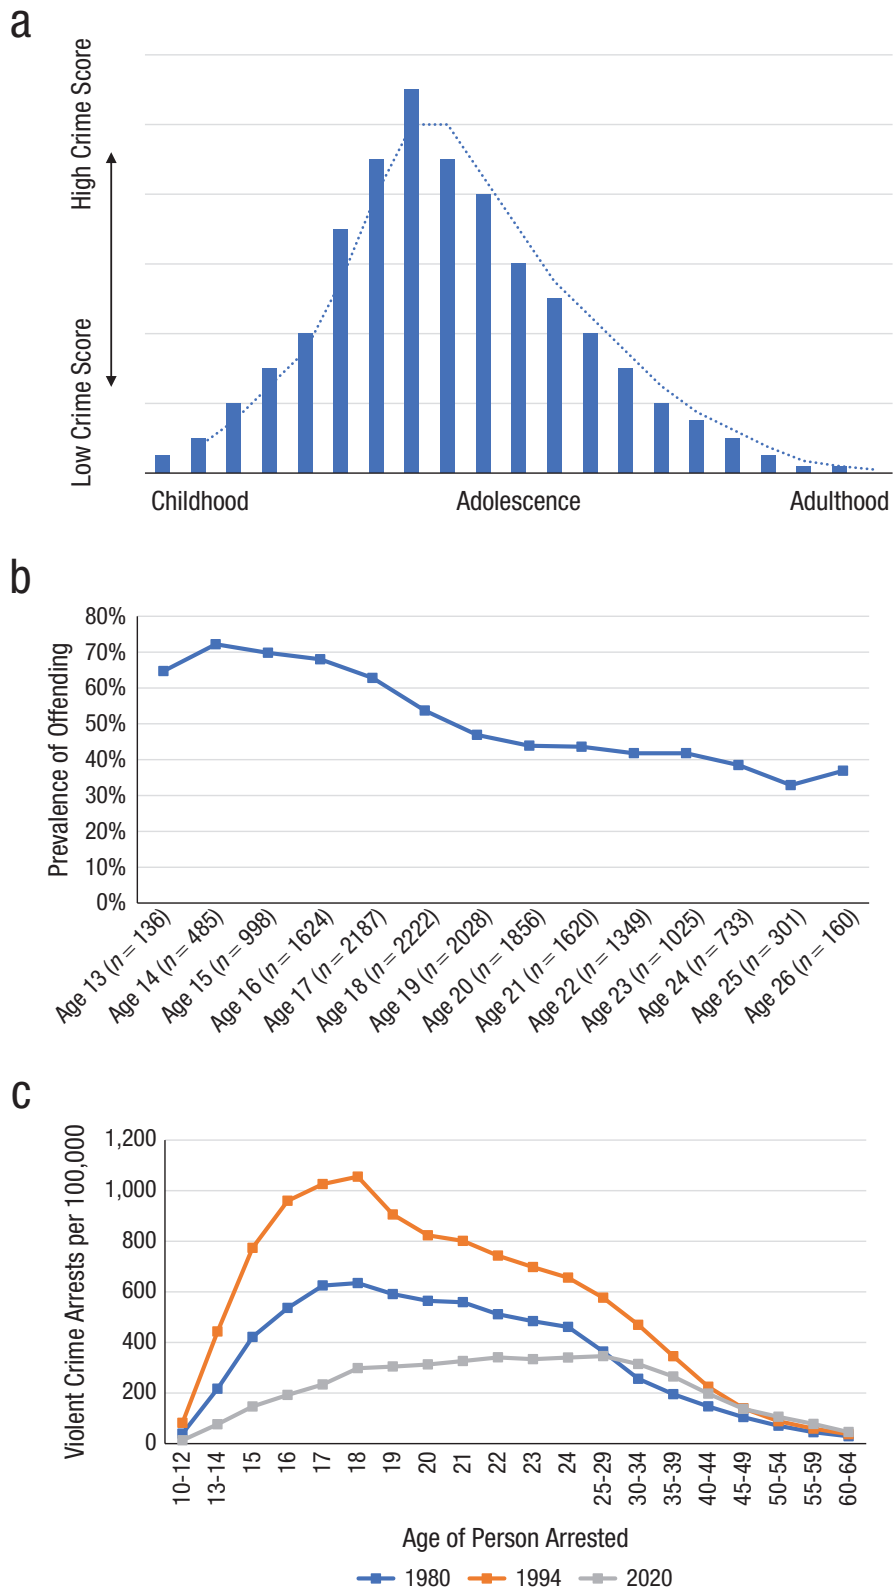 a
High Crime Score
Low Crime Score
Childhood
Adolescence
Adulthood
b
Prevalence of Offending
80%
70%
60%
50%
40%
30%
20%
10%
0%
Age 13 (n = 136)
Age 14 (n = 485)
Age 15 (n = 998)
Age 16 (n = 1624)
Age 17 (n = 2187)
Age 18 (n = 2222)
Age 19 (n = 2028)
Age 20 (n = 1856)
Age 21 (n = 1620)
Age 22 (n = 1349)
Age 23 (n = 1025)
Age 24 (n = 733)
Age 25 (n = 301)
Age 26 (n = 160)
c
Violent Crime Arrests per 100,000
1,200
1,000
800
600
400
200
0
10-12
13-14
15
16
17
18
19
20
21
22
23
24
25-29
30-34
35-39
40-44
45-49
50-54
55-59
60-64
Age of Person Arrested
1980
1994
2020